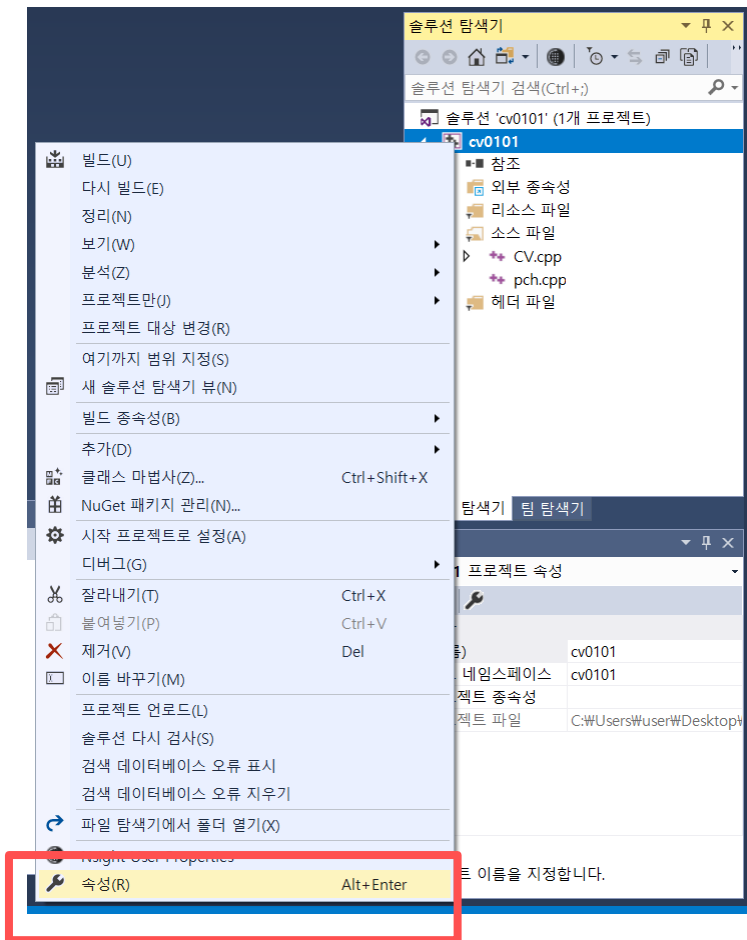 솔루션 탐색기
솔루션 탐색기 검색(Ctrl+;)
솔루션 'cv0101' (1개 프로젝트)
cv0101
참조
외부 종속성
리소스 파일
소스 파일
CV.cpp
pch.cpp
헤더 파일
빌드(U)
다시 빌드(E)
정리(N)
보기(W)
분석(Z)
프로젝트만(J)
프로젝트 대상 변경(R)
여기까지 범위 지정(S)
새 솔루션 탐색기 뷰(N)
빌드 종속성(B)
추가(D)
클래스 마법사(Z)... Ctrl+Shift+X
NuGet 패키지 관리(N)...
시작 프로젝트로 설정(A)
디버그(G)
잘라내기(T) Ctrl+X
붙여넣기(P) Ctrl+V
제거(V) Del
이름 바꾸기(M)
프로젝트 언로드(L)
솔루션 다시 검사(S)
검색 데이터베이스 오류 표시
검색 데이터베이스 오류 지우기
파일 탐색기에서 폴더 열기(X)
Nsight User Properties
속성(R) Alt+Enter
탐색기 팀 탐색기
1 프로젝트 속성
cv0101
네임스페이스 cv0101
젝트 종속성
젝트 파일 C:\Users\user\Desktop\
트 이름을 지정합니다.